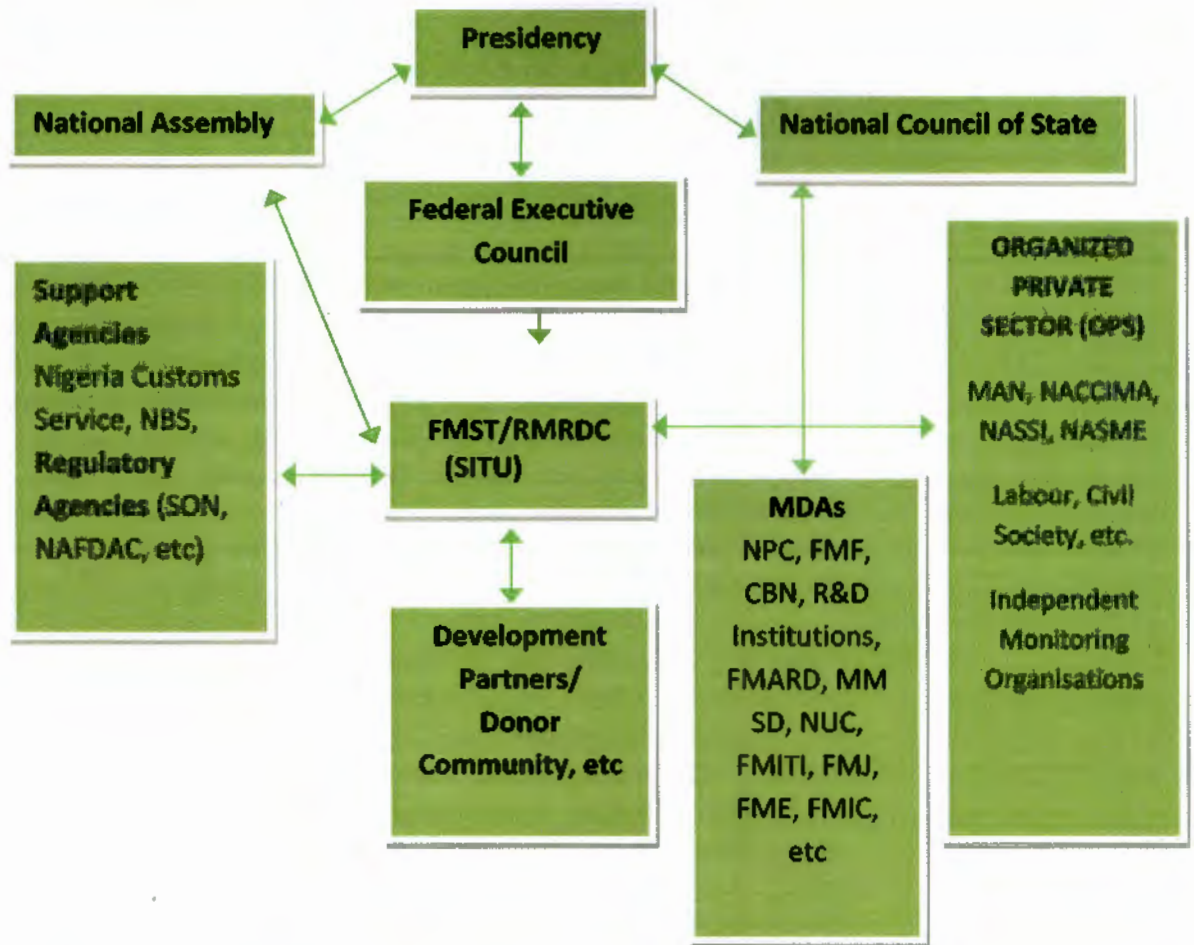 Presidency
National Assembly
National Council of State
Federal Executive
Council
Support
Agencies
Nigeria Customs
Service, NBS,
Regulatory
Agencies (SON,
NAFDAC, etc)
FMST/RMRDC
(SITU)
ORGANIZED
PRIVATE
SECTOR (OPS)
MAN, NACCIMA,
NASSI, NASME
Labour, Civil
Society, etc.
Independent
Monitoring
Organisations
Development
Partners/
Donor
Community, etc
MDAs
NPC, FMF,
CBN, R&D
Institutions,
FMARD, MM
SD, NUC,
FMITI, FMJ,
FME, FMIC,
etc